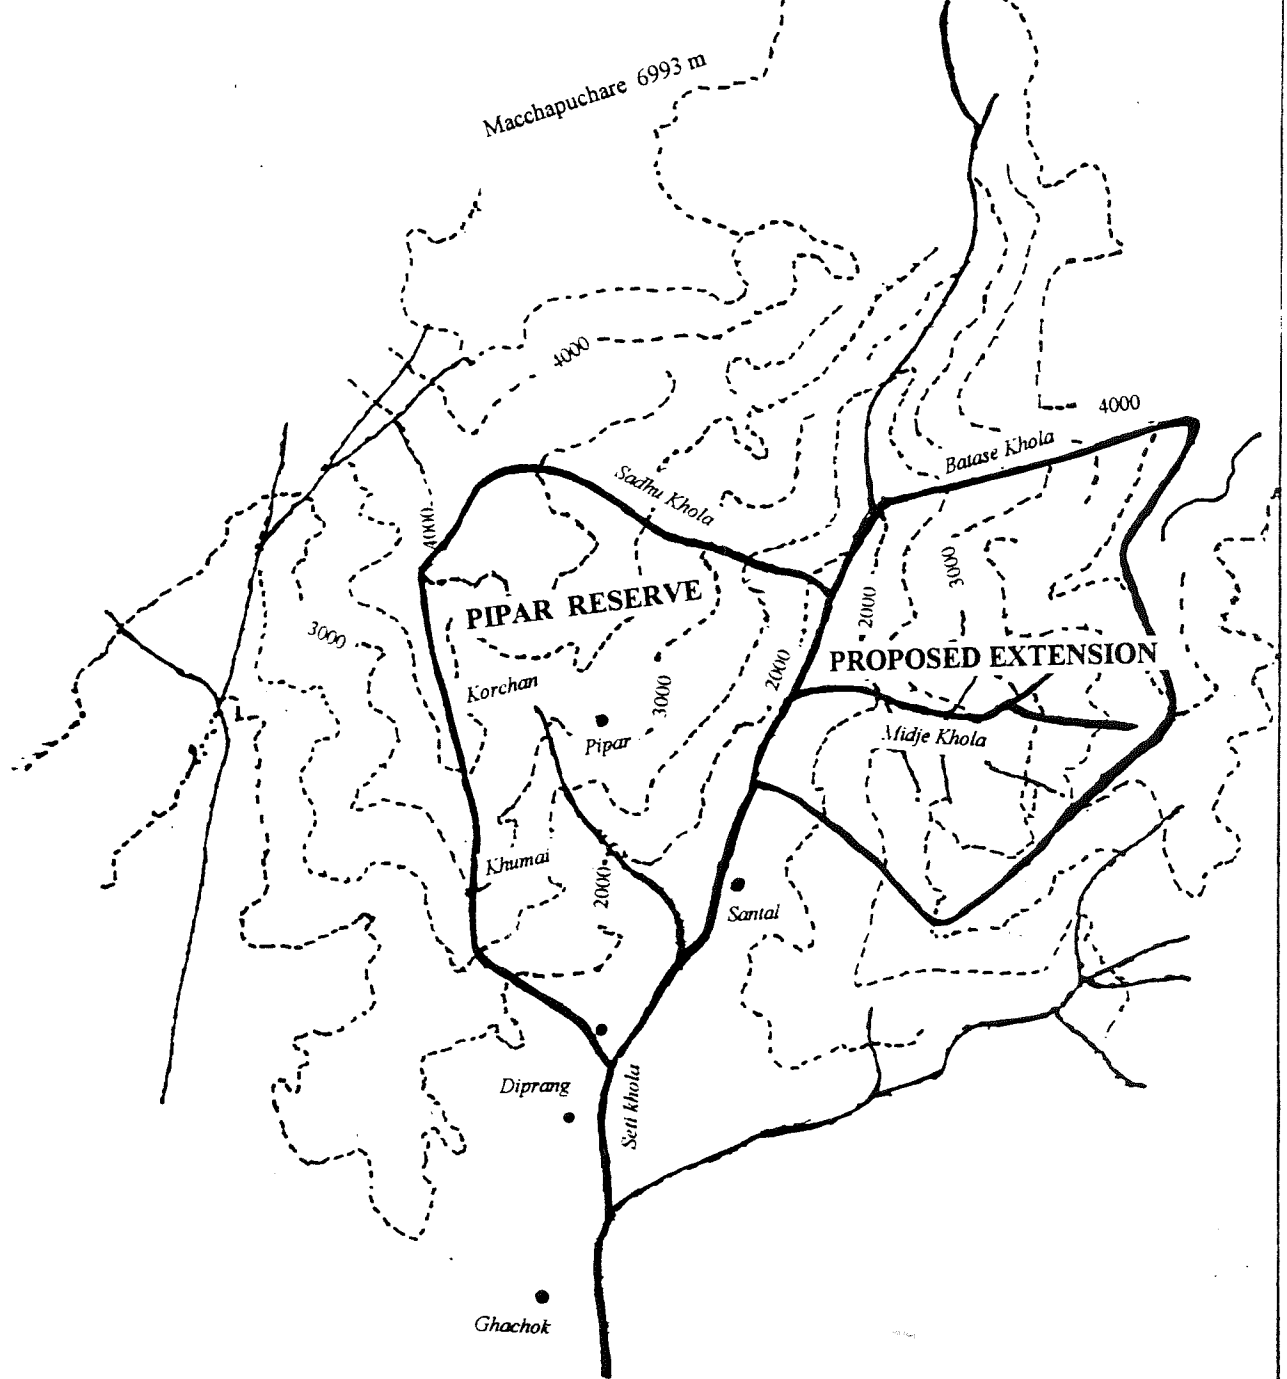 Macchapuchare 6993 m
4000
4000
Batase Khola
Sadhu Khola
4000
3000
PIPAR RESERVE
2000
3000
PROPOSED EXTENSION
2000
Korchan
3000
Pipar
Midje Khola
Khumai
2000
Santal
Diprang
Seti khola
Ghachok